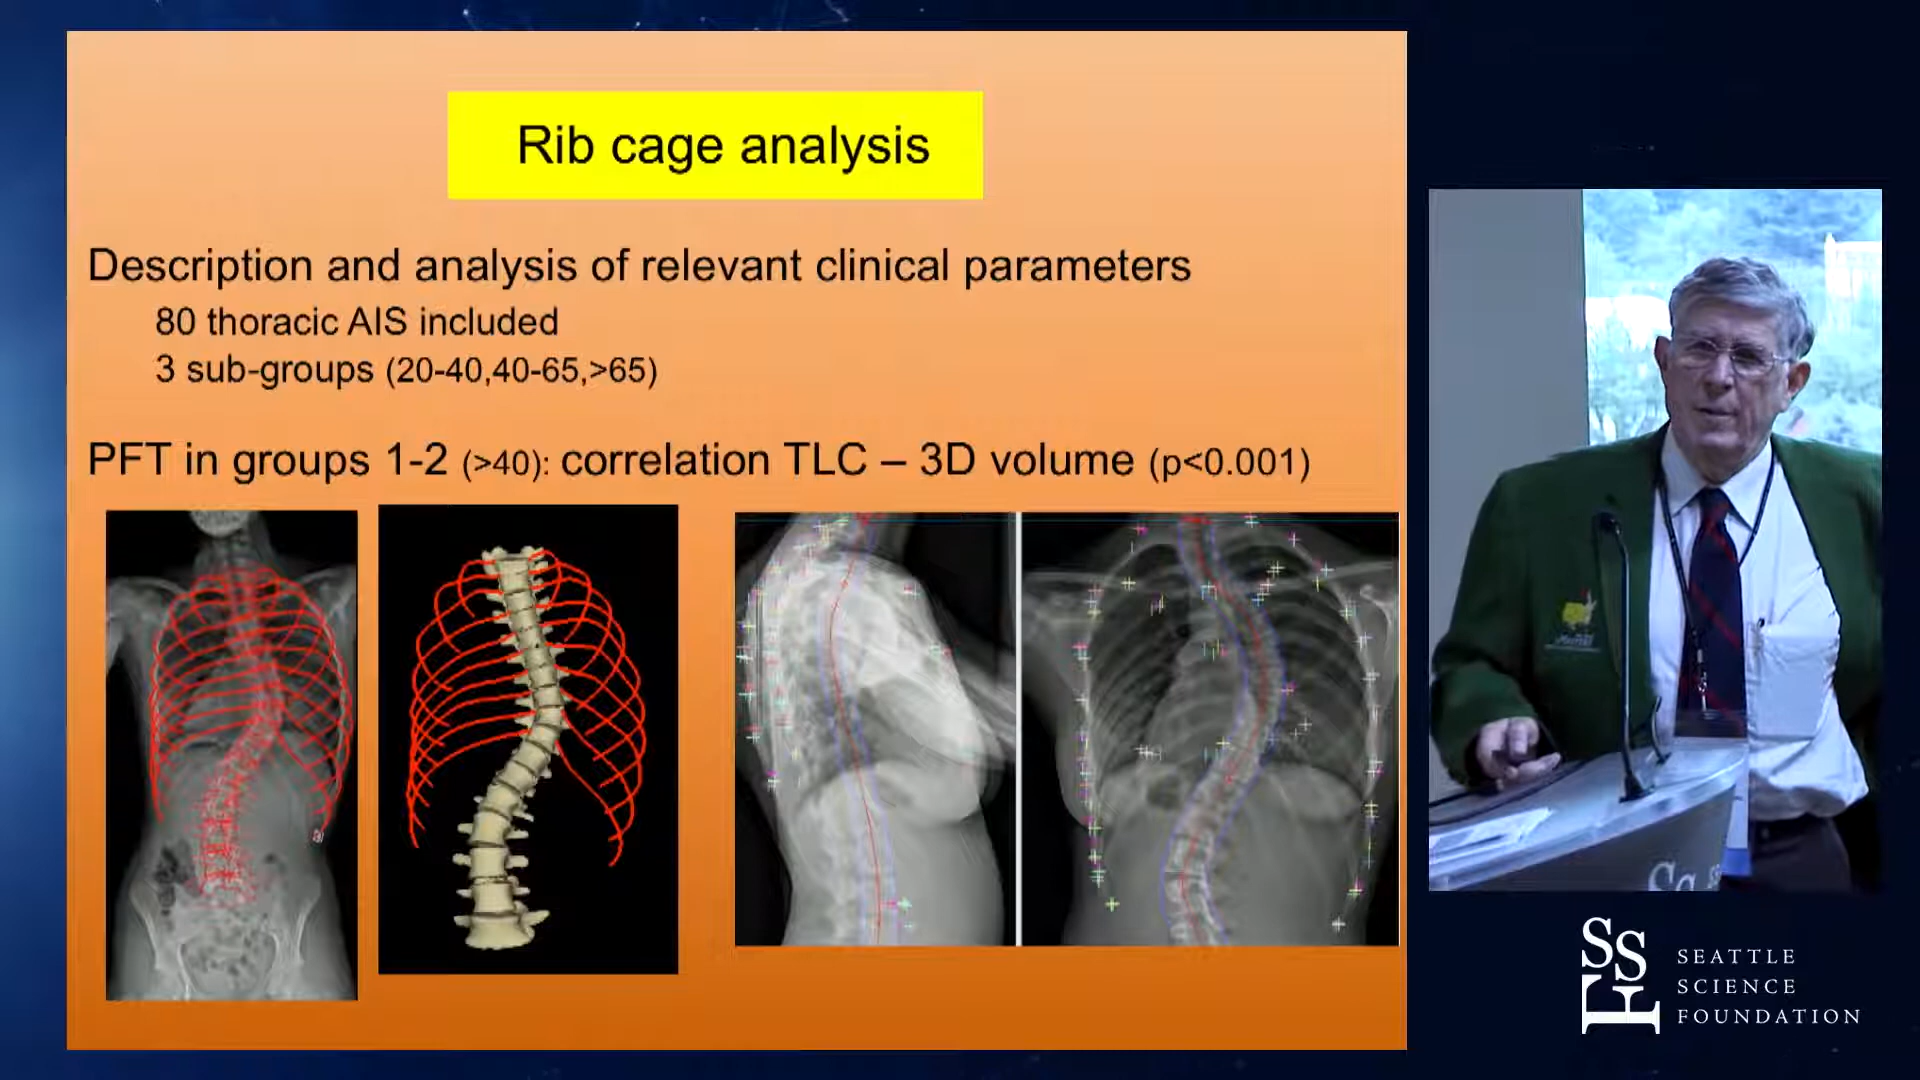 Rib cage analysis
Description and analysis of relevant clinical parameters
80 thoracic AIS included
3 sub-groups (20-40,40-65,>65)
PFT in groups 1-2 (>40): correlation TLC – 3D volume (p<0.001)
SSF
SEATTLE
SCIENCE
FOUNDATION